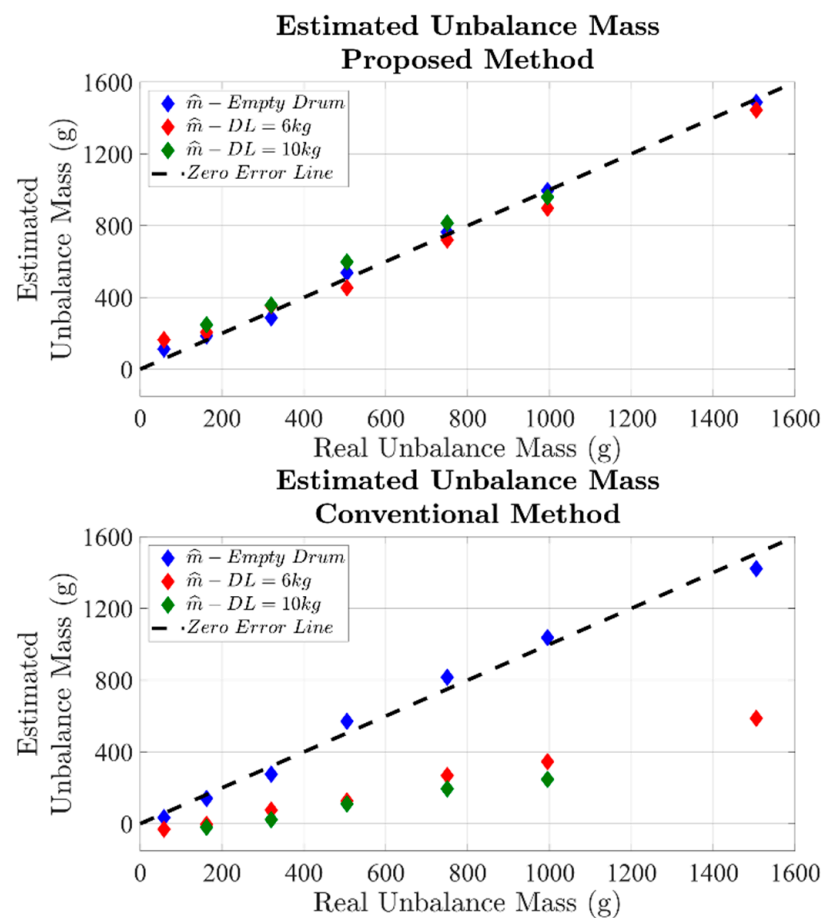 Estimated Unbalance Mass
Proposed Method
1600
1200
800
400
0
Estimated
Unbalance Mass (g)
m̂ − Empty Drum
m̂ − DL = 6kg
m̂ − DL = 10kg
Zero Error Line
0 200 400 600 800 1000 1200 1400 1600
Real Unbalance Mass (g)
Estimated Unbalance Mass
Conventional Method
1600
1200
800
400
0
Estimated
Unbalance Mass (g)
m̂ − Empty Drum
m̂ − DL = 6kg
m̂ − DL = 10kg
Zero Error Line
0 200 400 600 800 1000 1200 1400 1600
Real Unbalance Mass (g)